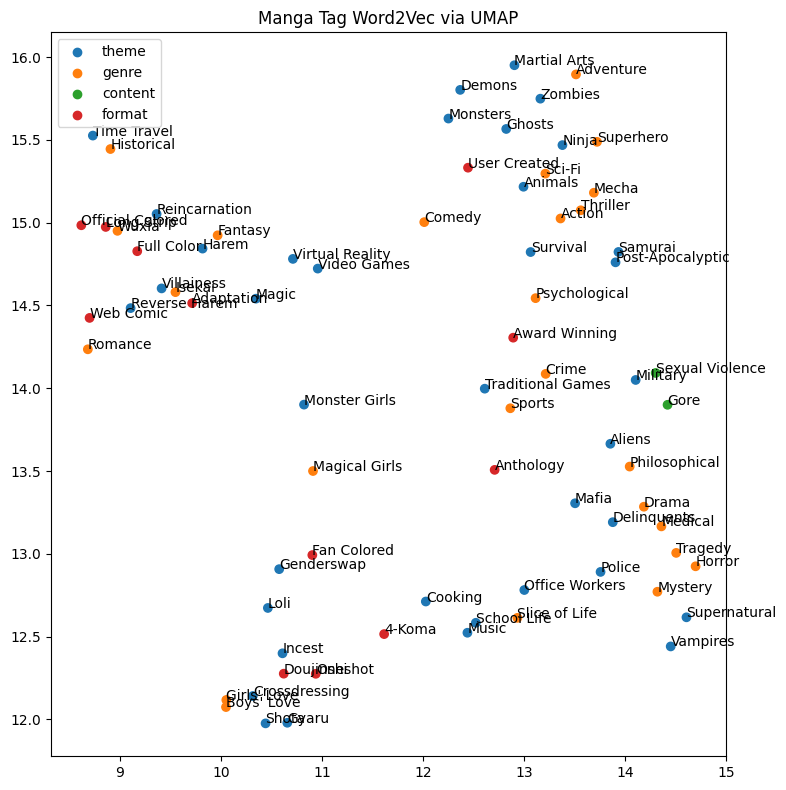 Manga Tag Word2Vec via UMAP
theme
genre
content
format
16.0
15.5
15.0
14.5
14.0
13.5
13.0
12.5
12.0
Martial Arts
Adventure
Demons
Zombies
Monsters
Ghosts
Time Travel
Historical
Ninja
Superhero
User Created
Sci-Fi
Animals
Mecha
Thriller
Reincarnation
Official Colored
Long Strip
Wuxia
Fantasy
Comedy
Action
Full Color
Harem
Virtual Reality
Video Games
Survival
Samurai
Post-Apocalyptic
Villainess
Isekai
Magic
Reverse Harem
Adaptation
Psychological
Web Comic
Award Winning
Romance
Crime
Sexual Violence
Military
Traditional Games
Monster Girls
Sports
Gore
Aliens
Magical Girls
Anthology
Philosophical
Mafia
Drama
Delinquents
Medical
Fan Colored
Tragedy
Genderswap
Horror
Police
Office Workers
Mystery
Loli
Cooking
Slice of Life
School Life
Supernatural
4-Koma
Music
Incest
Vampires
Doujinshi
Oneshot
Girls' Love
Crossdressing
Boys' Love
Shota
Gyaru
9
10
11
12
13
14
15